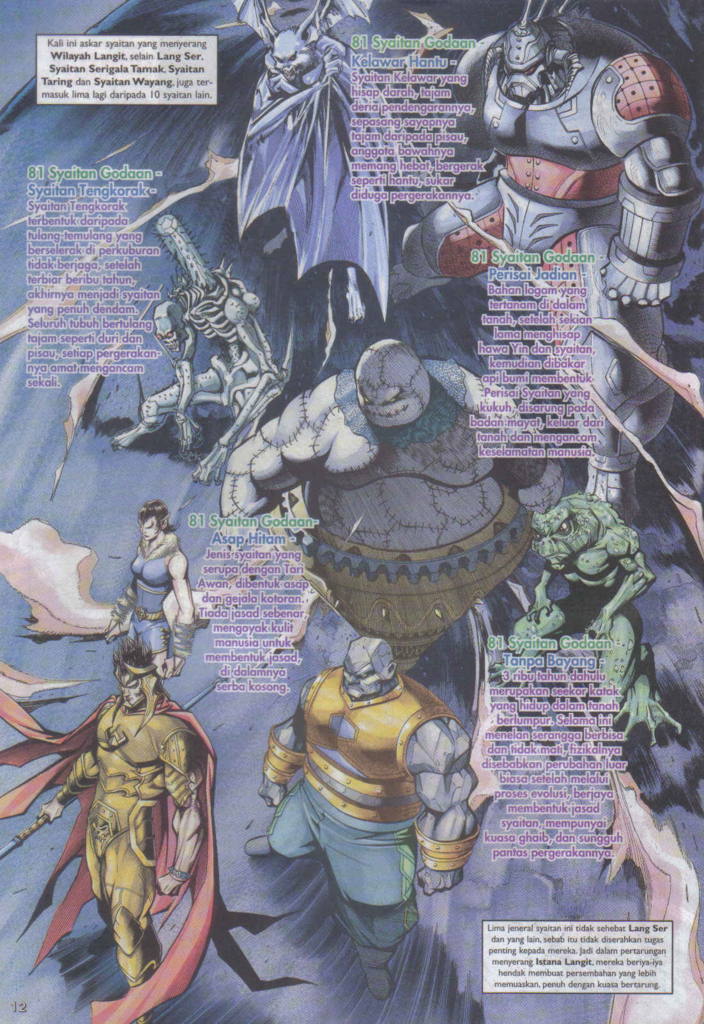 Kali ini askar syaitan yang menyerang
Wilayah Langit, selain Lang Ser,
Syaitan Serigala Tamak, Syaitan
Taring dan Syaitan Wayang, juga ter-
masuk lima lagi daripada 10 syaitan lain.
81 Syaitan Godaan -
Kelawar Hantu -
Syaitan Kelawar yang
hisap darah, tajam
deria pendengarannya,
sepasang sayapnya
tajam daripada pisau,
anggota bawahnya
memang hebat, bergerak
seperti hantu, sukar
diduga pergerakannya.
81 Syaitan Godaan -
Syaitan Tengkorak -
Syaitan Tengkorak
terbentuk daripada
tulang-temulang yang
berselerak di perkuburan
tidak berjaga, setelah
terbiar beribu tahun,
akhirnya menjadi syaitan
yang penuh dendam.
Seluruh tubuh bertulang
tajam seperti duri dan
pisau, setiap pergerakan-
nya amat mengancam
sekali.
81 Syaitan Godaan -
Perisai Jadian -
Bahan logam yang
tertanam di dalam
tanah, setelah sekian
lama menghisap
hawa Yin dan syaitan,
kemudian dibakar
api bumi membentuk
Perisai Syaitan yang
kukuh, disarung pada
badan mayat, keluar dari
tanah dan mengancam
keselamatan manusia.
81 Syaitan Godaan-
Asap Hitam -
Jenis syaitan yang
serupa dengan Tari
Awan, dibentuk asap
dan gejala kotoran.
Tiada jasad sebenar,
mengoyak kulit
manusia untuk
membentuk jasad,
di dalamnya
serba kosong.
81 Syaitan Godaan -
Tanpa Bayang -
3 ribu tahun dahulu
merupakan seekor katak
yang hidup dalam tanah
berlumpur. Selama ini
menelan serangga berbisa
dan tidak mati, fizikalnya
disebabkan perubahan luar
biasa setelah melalui
proses evolusi, berjaya
membentuk jasad
syaitan, mempunyai
kuasa ghaib, dan sungguh
pantas pergerakannya.
Lima jeneral syaitan ini tidak sehebat Lang Ser
dan yang lain, sebab itu tidak diserahkan tugas
penting kepada mereka. Jadi dalam pertarungan
menyerang Istana Langit, mereka beriya-iya
hendak membuat persembahan yang lebih
memuaskan, penuh dengan kuasa bertarung.
12